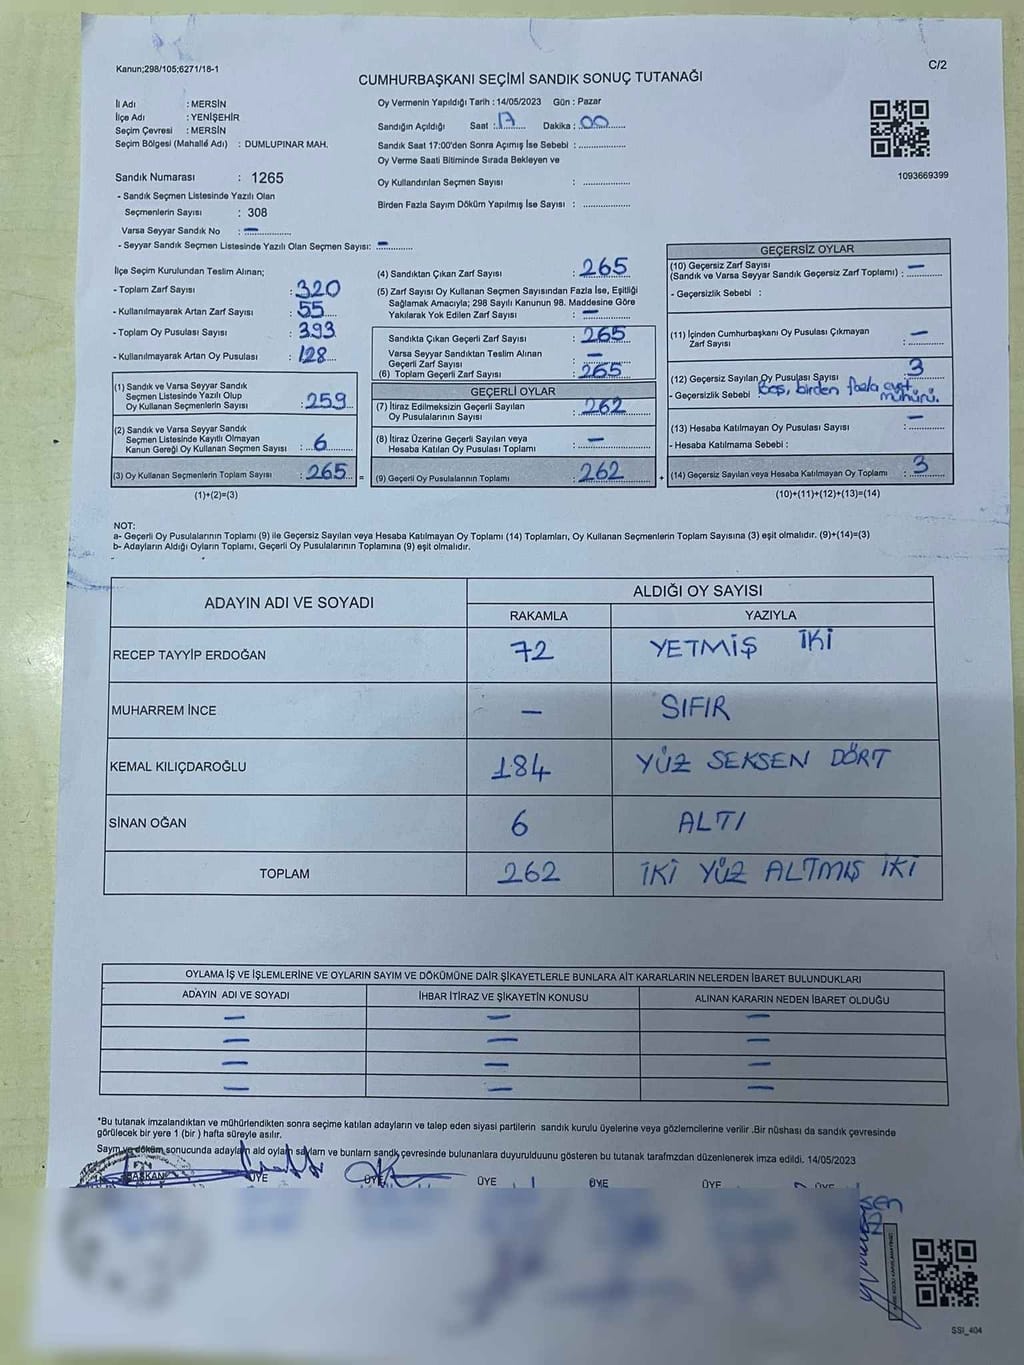 Kanun;298/105;6271/18-1
C/2
CUMHURBAŞKANI SEÇİMİ SANDIK SONUÇ TUTANAĞI
İl Adı : MERSİN
İlçe Adı : YENİŞEHİR
Seçim Çevresi : MERSİN
Seçim Bölgesi (Mahalle Adı) : DUMLUPINAR MAH.
Sandık Numarası : 1265
- Sandık Seçmen Listesinde Yazılı Olan
Seçmenlerin Sayısı : 308
Varsa Seyyar Sandık No : –
- Seyyar Sandık Seçmen Listesinde Yazılı Olan Seçmen Sayısı: –
Oy Vermenin Yapıldığı Tarih : 14/05/2023 Gün : Pazar
Sandığın Açıldığı Saat : 17 Dakika : 00
Sandık Saat 17:00'den Sonra Açımış İse Sebebi :
Oy Verme Saati Bitiminde Sırada Bekleyen ve
Oy Kullandırılan Seçmen Sayısı :
Birden Fazla Sayım Döküm Yapılmış İse Sayısı :
1093669399
İlçe Seçim Kurulundan Teslim Alınan;
- Toplam Zarf Sayısı : 320
- Kullanılmayarak Artan Zarf Sayısı : 55
- Toplam Oy Pusulası Sayısı : 393
- Kullanılmayarak Artan Oy Pusulası : 128
(1) Sandık ve Varsa Seyyar Sandık
Seçmen Listesinde Yazılı Olup
Oy Kullanan Seçmenlerin Sayısı : 259
(2) Sandık ve Varsa Seyyar Sandık
Seçmen Listesinde Kayıtlı Olmayan
Kanun Gereği Oy Kullanan Seçmen Sayısı : 6
(3) Oy Kullanan Seçmenlerin Toplam Sayısı : 265 =
(1)+(2)=(3)
(4) Sandıktan Çıkan Zarf Sayısı : 265
(5) Zarf Sayısı Oy Kullanan Seçmen Sayısından Fazla İse, Eşitliği
Sağlamak Amacıyla; 298 Sayılı Kanunun 98. Maddesine Göre
Yakılarak Yok Edilen Zarf Sayısı : –
Sandıkta Çıkan Geçerli Zarf Sayısı : 265
Varsa Seyyar Sandıktan Teslim Alınan
Geçerli Zarf Sayısı : –
(6) Toplam Geçerli Zarf Sayısı : 265
GEÇERLİ OYLAR
(7) İtiraz Edilmeksizin Geçerli Sayılan
Oy Pusulalarının Sayısı : 262
(8) İtiraz Üzerine Geçerli Sayılan veya
Hesaba Katılan Oy Pusulası Toplamı : –
(9) Geçerli Oy Pusulalarının Toplamı : 262 +
GEÇERSİZ OYLAR
(10) Geçersiz Zarf Sayısı
(Sandık ve Varsa Seyyar Sandık Geçersiz Zarf Toplamı) : –
- Geçersizlik Sebebi :
(11) İçinden Cumhurbaşkanı Oy Pusulası Çıkmayan
Zarf Sayısı : –
(12) Geçersiz Sayılan Oy Pusulası Sayısı : 3
- Geçersizlik Sebebi Boş, birden fazla evet
mühürü.
(13) Hesaba Katılmayan Oy Pusulası Sayısı : –
- Hesaba Katılmama Sebebi :
(14) Geçersiz Sayılan veya Hesaba Katılmayan Oy Toplamı : 3
(10)+(11)+(12)+(13)=(14)
NOT:
a- Geçerli Oy Pusulalarının Toplamı (9) ile Geçersiz Sayılan veya Hesaba Katılmayan Oy Toplamı (14) Toplamları, Oy Kullanan Seçmenlerin Toplam Sayısına (3) eşit olmalıdır. (9)+(14)=(3)
b- Adayların Aldığı Oyların Toplamı, Geçerli Oy Pusulalarının Toplamına (9) eşit olmalıdır.
ADAYIN ADI VE SOYADI
ALDIĞI OY SAYISI
RAKAMLA YAZIYLA
RECEP TAYYİP ERDOĞAN 72 YETMİŞ İKİ
MUHARREM İNCE – SIFIR
KEMAL KILIÇDAROĞLU 184 YÜZ SEKSEN DÖRT
SİNAN OĞAN 6 ALTI
TOPLAM 262 İKİ YÜZ ALTMIŞ İKİ
OYLAMA İŞ VE İŞLEMLERİNE VE OYLARIN SAYIM VE DÖKÜMÜNE DAİR ŞİKAYETLERLE BUNLARA AİT KARARLARIN NELERDEN İBARET BULUNDUKLARI
ADAYIN ADI VE SOYADI İHBAR İTİRAZ VE ŞİKAYETİN KONUSU ALINAN KARARIN NEDEN İBARET OLDUĞU
– – –
– – –
– – –
– – –
*Bu tutanak imzalandıktan ve mühürlendikten sonra seçime katılan adayların ve talep eden siyasi partilerin sandık kurulu üyelerine veya gözlemcilerine verilir .Bir nüshası da sandık çevresinde
görülecek bir yere 1 (bir ) hafta süreyle asılır.
Sayım ve döküm sonucunda adayların ald oyların sayların ve bunlarn sandk çevresinde bulunanlara duyurulduunu gösteren bu tutanak tarafmzdan düzenlenerek imza edildi. 14/05/2023
BAŞKAN ÜYE ÜYE ÜYE ÜYE ÜYE ÜYE
SSI_404